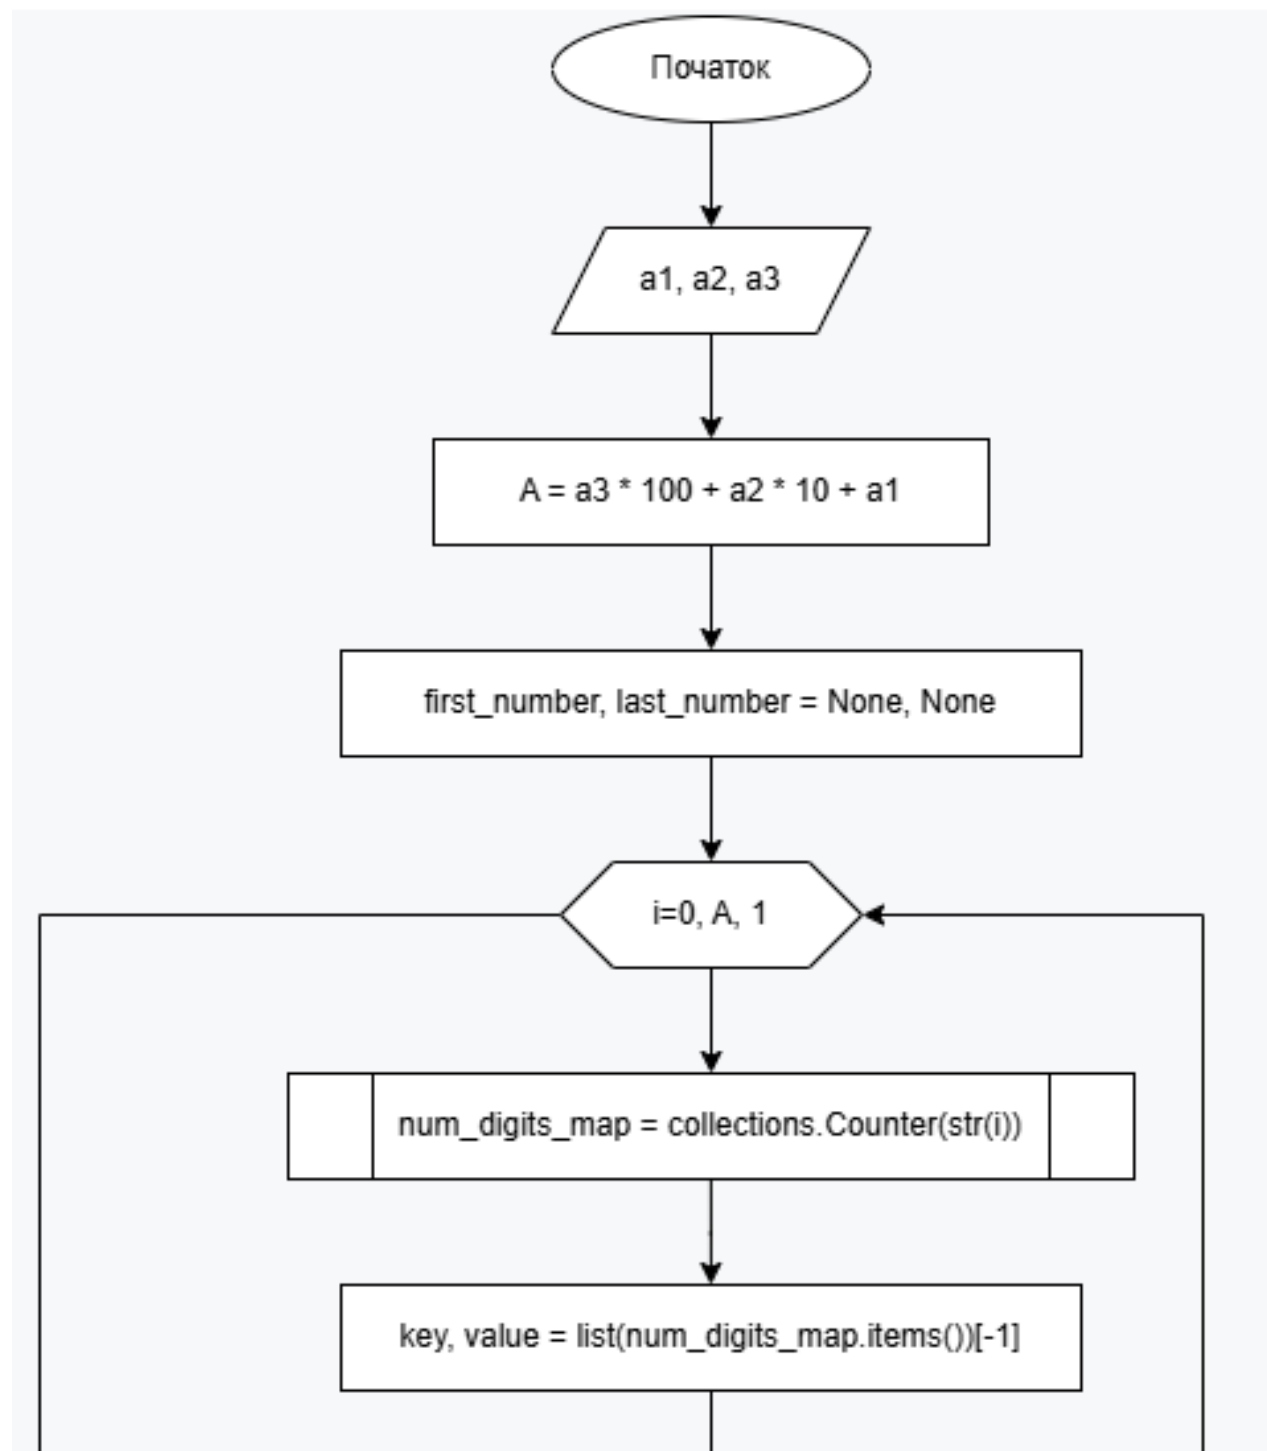 Початок
a1, a2, a3
A = a3 * 100 + a2 * 10 + a1
first_number, last_number = None, None
i=0, A, 1
num_digits_map = collections.Counter(str(i))
key, value = list(num_digits_map.items())[-1]